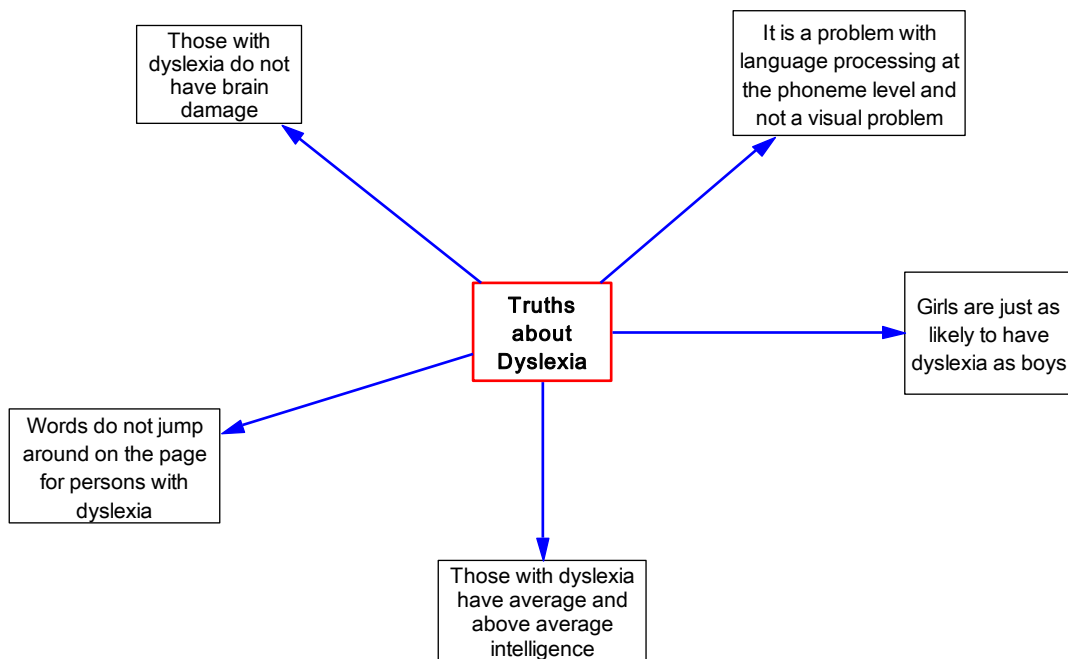 Those with
dyslexia do not
have brain
damage
It is a problem with
language processing at
the phoneme level and
not a visual problem
Truths
about
Dyslexia
Girls are just as
likely to have
dyslexia as boys
Words do not jump
around on the page
for persons with
dyslexia
Those with dyslexia
have average and
above average
intelligence